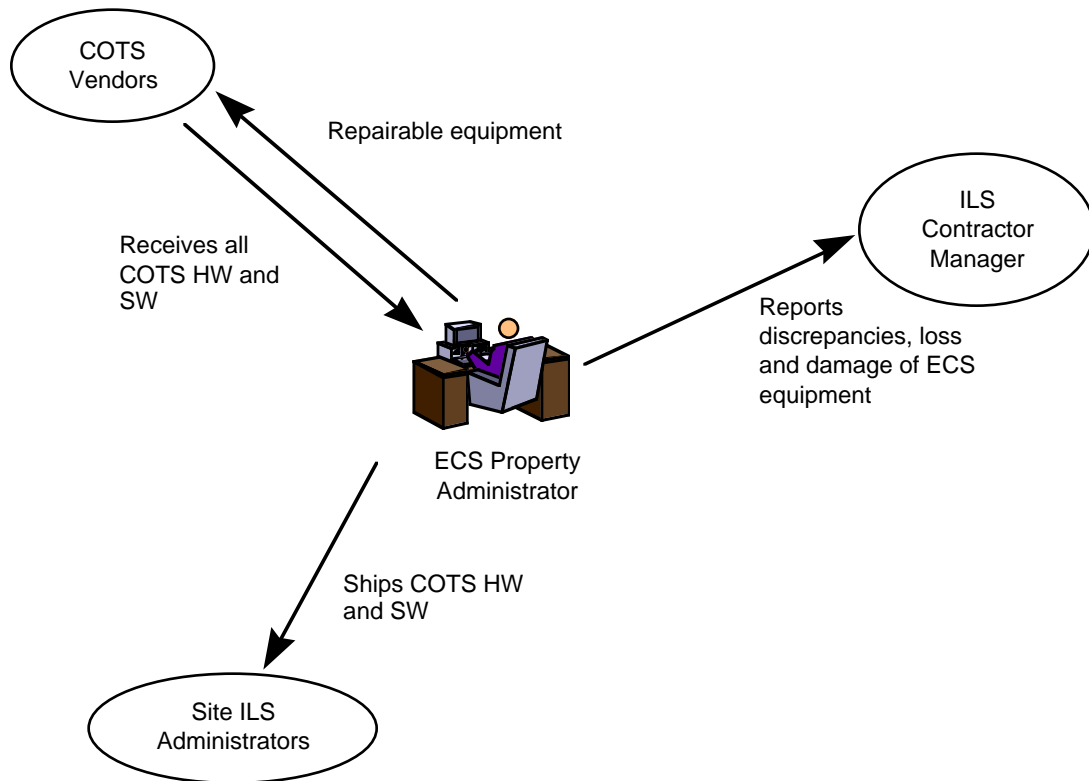 COTS
Vendors
Repairable equipment
ILS
Contractor
Manager
Receives all
COTS HW and
SW
Reports
discrepancies, loss
and damage of ECS
equipment
ECS Property
Administrator
Ships COTS HW
and SW
Site ILS
Administrators